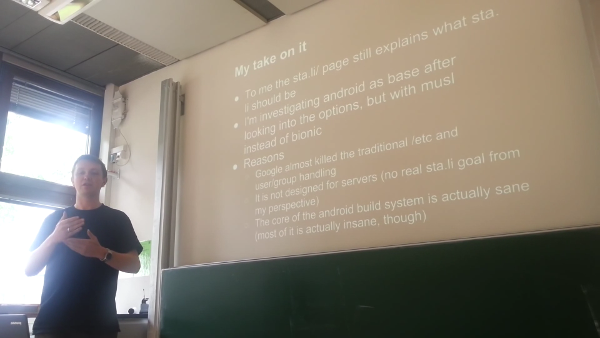 My take on it
• To me the sta.li/ page still explains what sta.
li should be
• i'm investigating android as base after
looking into the options, but with musl
instead of bionic
• Reasons
Google almost killed the traditional /etc and
user/group handling
It is not designed for servers (no real sta.li goal from
my perspective)
The core of the android build system is actually sane
(most of it is actually insane, though)